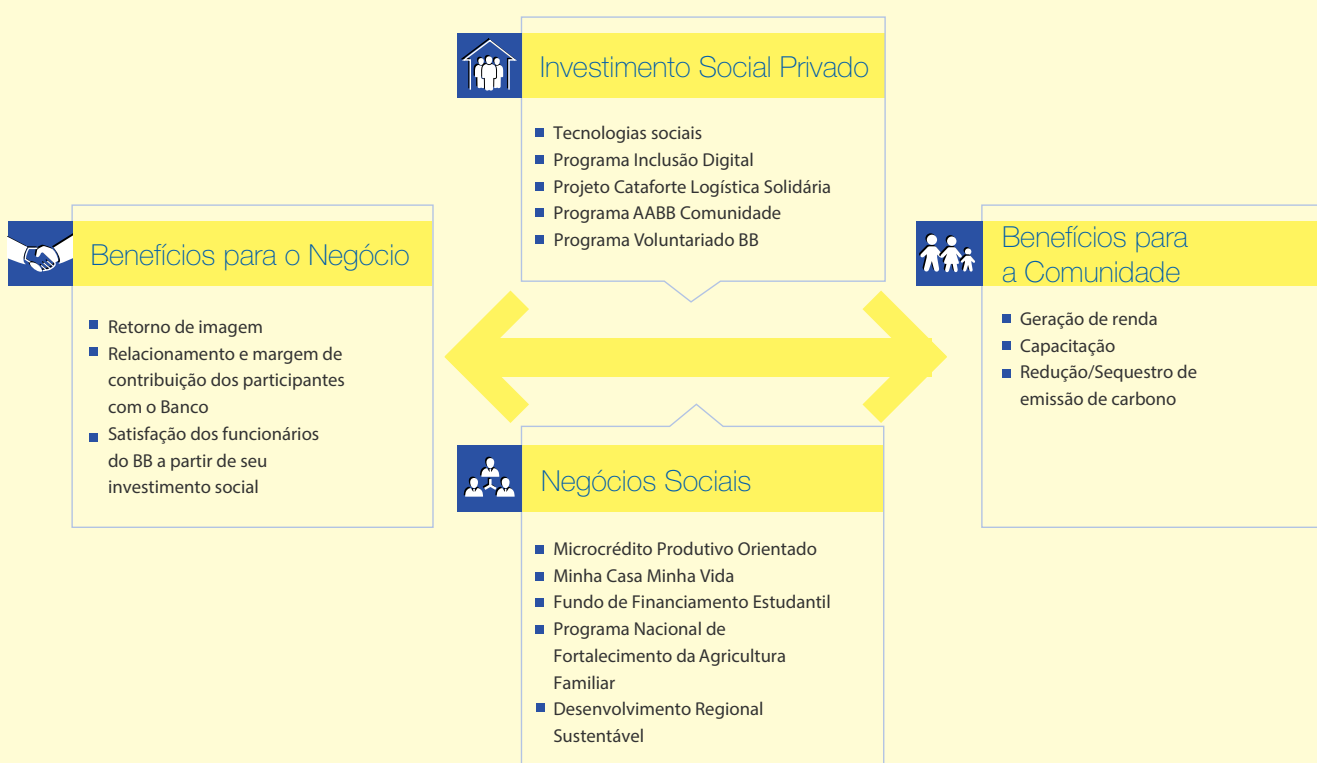 Investimento Social Privado
Tecnologias sociais
Programa Inclusão Digital
Projeto Cataforte Logística Solidária
Programa AABB Comunidade
Programa Voluntariado BB
Benefícios para o Negócio
Retorno de imagem
Relacionamento e margem de
contribuição dos participantes
com o Banco
Satisfação dos funcionários
do BB a partir de seu
investimento social
Benefícios para
a Comunidade
Geração de renda
Capacitação
Redução/Sequestro de
emissão de carbono
Negócios Sociais
Microcrédito Produtivo Orientado
Minha Casa Minha Vida
Fundo de Financiamento Estudantil
Programa Nacional de
Fortalecimento da Agricultura
Familiar
Desenvolvimento Regional
Sustentável